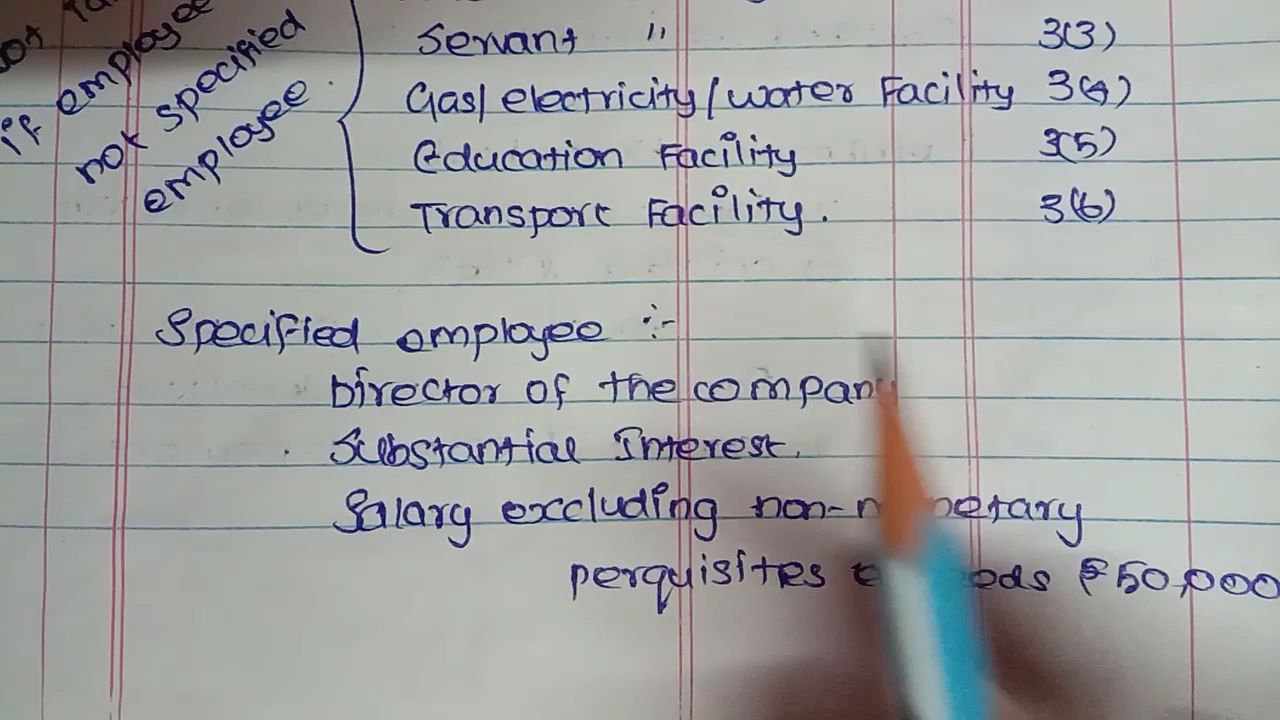 if employee
not specified
employee.
Servant "
3(3)
Gas/electricity/water Facility 3(4)
Education Facility 3(5)
Transport Facility. 3(6)
Specified employee :-
Director of the company
Substantial Interest.
Salary excluding non-monetary
perquisites ₹50,000